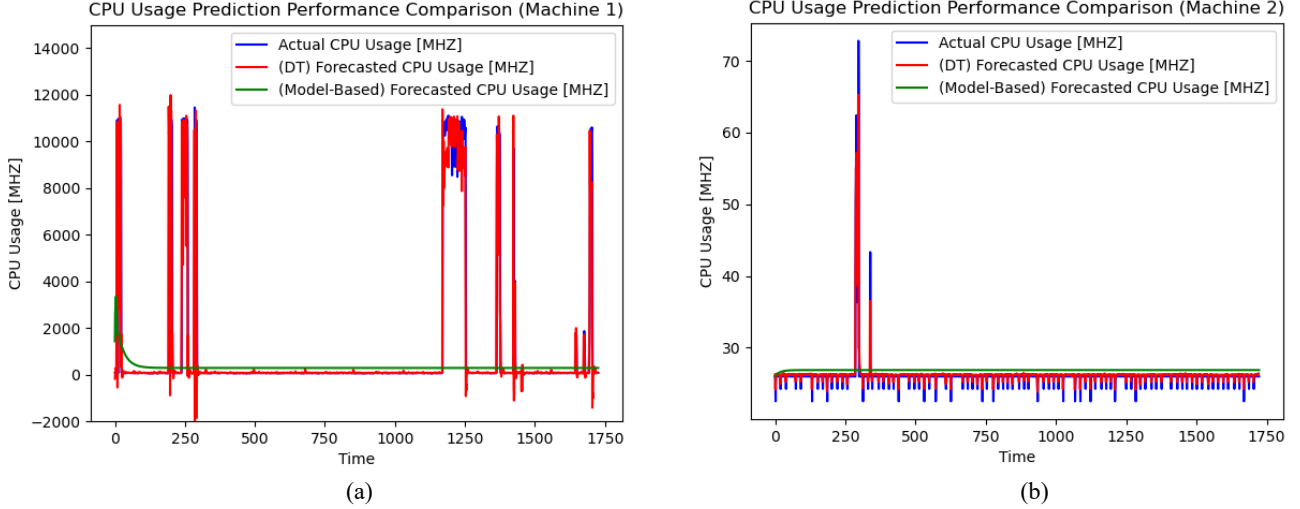 CPU Usage Prediction Performance Comparison (Machine 1)
Actual CPU Usage [MHZ]
(DT) Forecasted CPU Usage [MHZ]
(Model-Based) Forecasted CPU Usage [MHZ]
CPU Usage [MHZ]
14000
12000
10000
8000
6000
4000
2000
0
−2000
0
250
500
750
1000
1250
1500
1750
Time
(a)
CPU Usage Prediction Performance Comparison (Machine 2)
Actual CPU Usage [MHZ]
(DT) Forecasted CPU Usage [MHZ]
(Model-Based) Forecasted CPU Usage [MHZ]
CPU Usage [MHZ]
70
60
50
40
30
0
250
500
750
1000
1250
1500
1750
Time
(b)